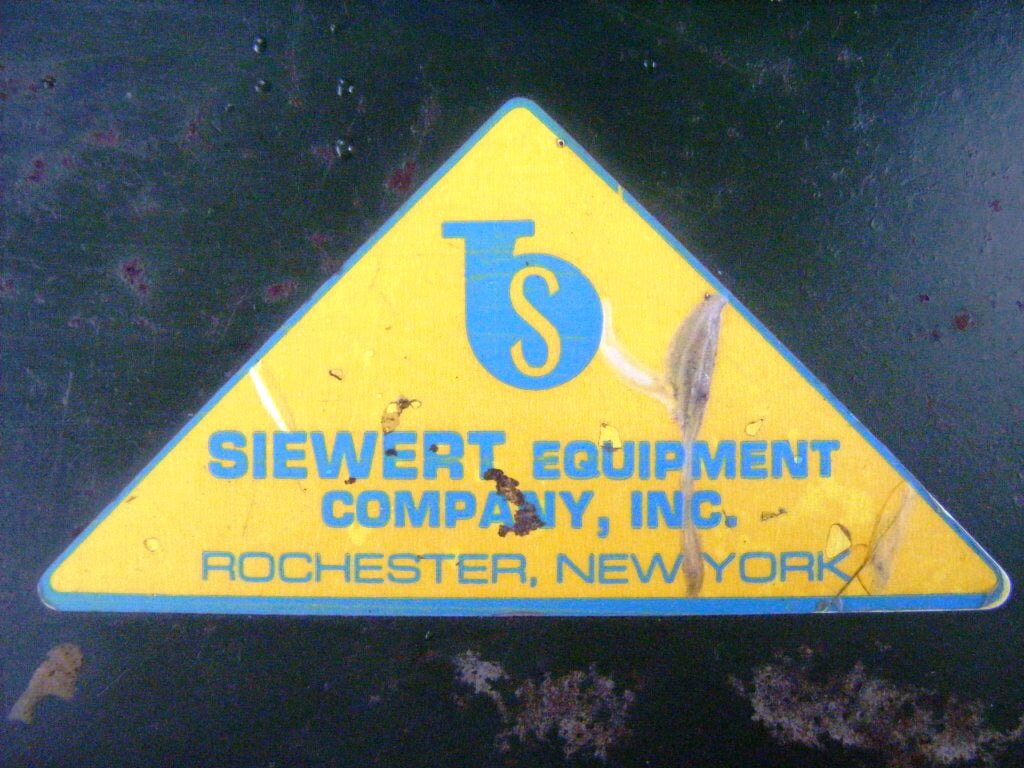 S
SIEWERT EQUIPMENT
COMPANY, INC.
ROCHESTER, NEW YORK